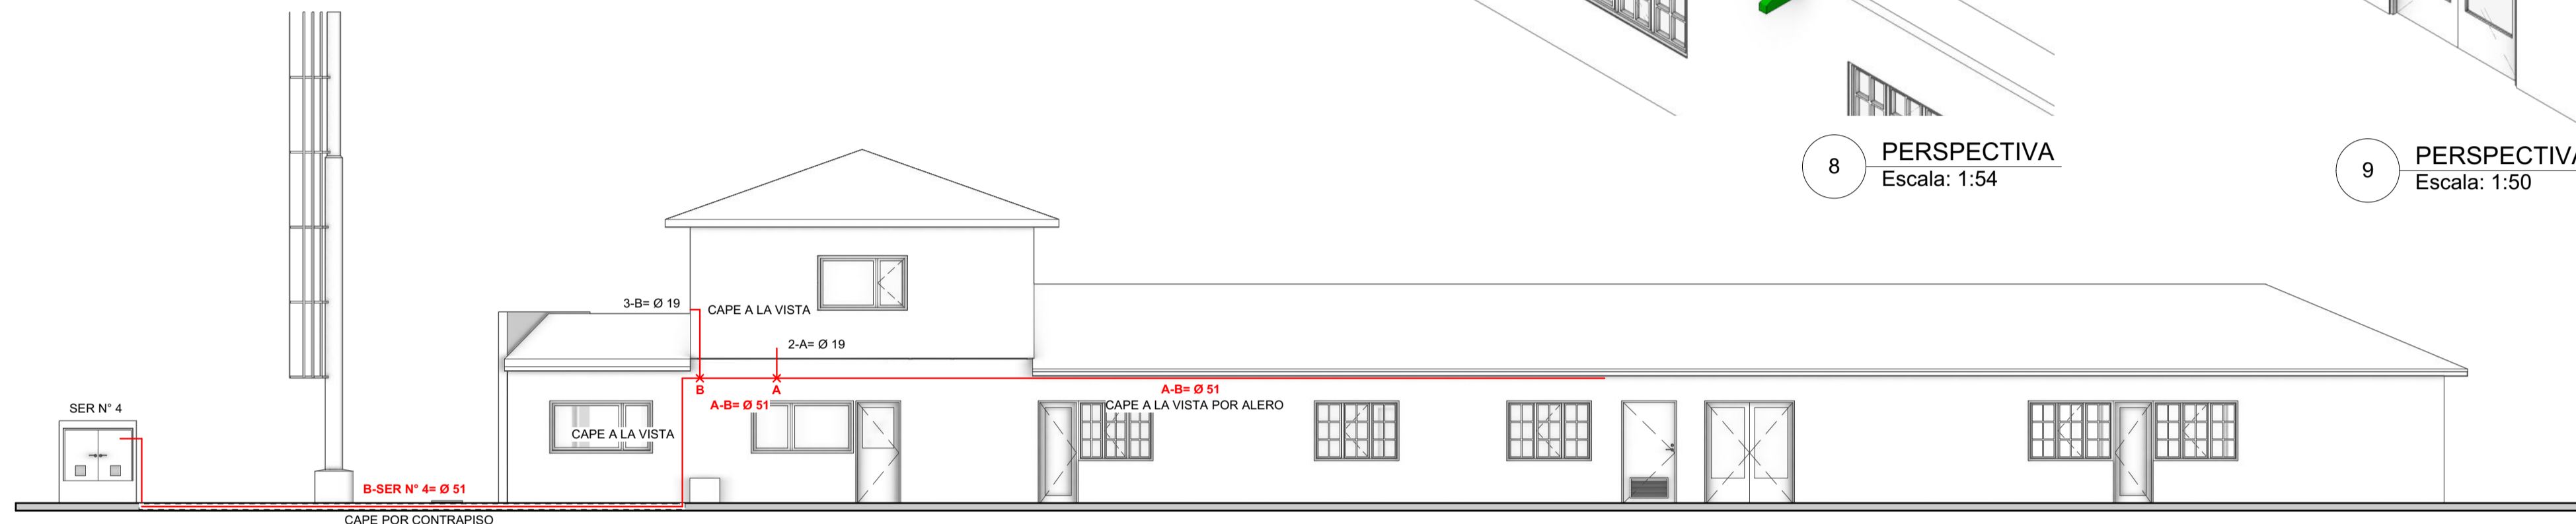 8
PERSPECTIVA
Escala: 1:54
9
PERSPECTIVA
Escala: 1:50
3-B= Ø 19
CAPE A LA VISTA
2-A= Ø 19
B
A
A-B= Ø 51
A-B= Ø 51
CAPE A LA VISTA POR ALERO
SER N° 4
CAPE A LA VISTA
B-SER N° 4= Ø 51
CAPE POR CONTRAPISO